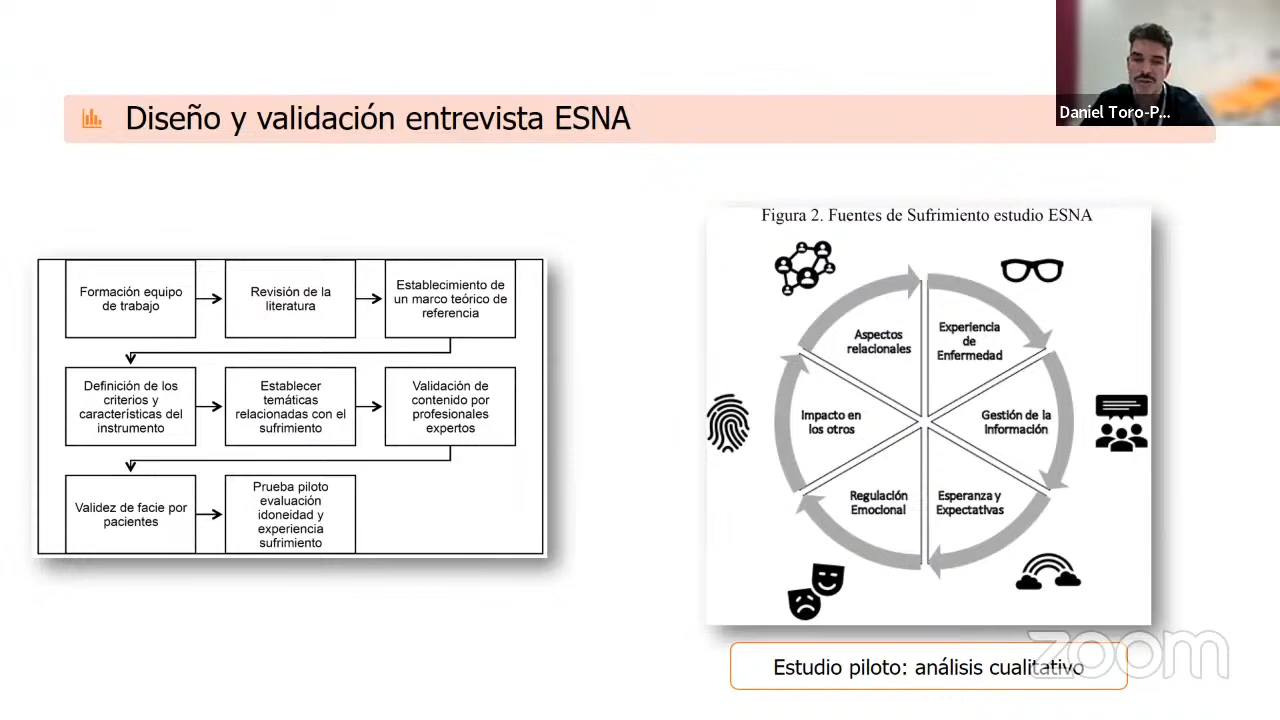 Daniel Toro-P...
Diseño y validación entrevista ESNA
Formación equipo
de trabajo
Revisión de la
literatura
Establecimiento de
un marco teórico de
referencia
Definición de los
criterios y
características del
instrumento
Establecer
temáticas
relacionadas con el
sufrimiento
Validación de
contenido por
profesionales
expertos
Validez de facie por
pacientes
Prueba piloto
evaluación
idoneidad y
experiencia
sufrimiento
Figura 2. Fuentes de Sufrimiento estudio ESNA
Aspectos
relacionales
Experiencia
de
Enfermedad
Impacto en
los otros
Gestión de la
Información
Regulación
Emocional
Esperanza y
Expectativas
Estudio piloto: análisis cualitativo
zoom